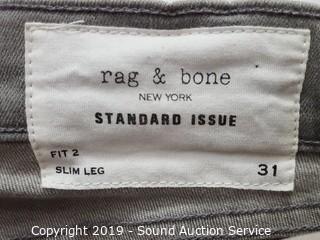 rag & bone
NEW YORK
STANDARD ISSUE
FIT 2
SLIM LEG 31
Copyright 2019 - Sound Auction Service